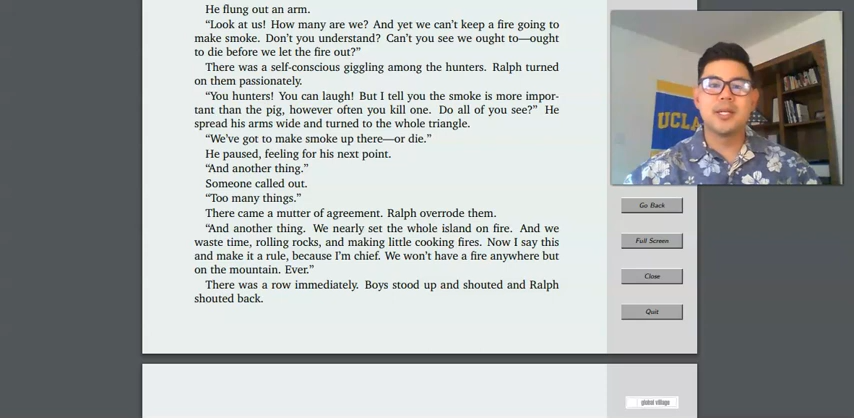 He flung out an arm.
“Look at us! How many are we? And yet we can’t keep a fire going to
make smoke. Don’t you understand? Can’t you see we ought to—ought
to die before we let the fire out?”
There was a self-conscious giggling among the hunters. Ralph turned
on them passionately.
“You hunters! You can laugh! But I tell you the smoke is more impor-
tant than the pig, however often you kill one. Do all of you see?” He
spread his arms wide and turned to the whole triangle.
“We’ve got to make smoke up there—or die.”
He paused, feeling for his next point.
“And another thing.”
Someone called out.
“Too many things.”
There came a mutter of agreement. Ralph overrode them.
“And another thing. We nearly set the whole island on fire. And we
waste time, rolling rocks, and making little cooking fires. Now I say this
and make it a rule, because I’m chief. We won’t have a fire anywhere but
on the mountain. Ever.”
There was a row immediately. Boys stood up and shouted and Ralph
shouted back.
UCLA
Go Back
Full Screen
Close
Quit
global village